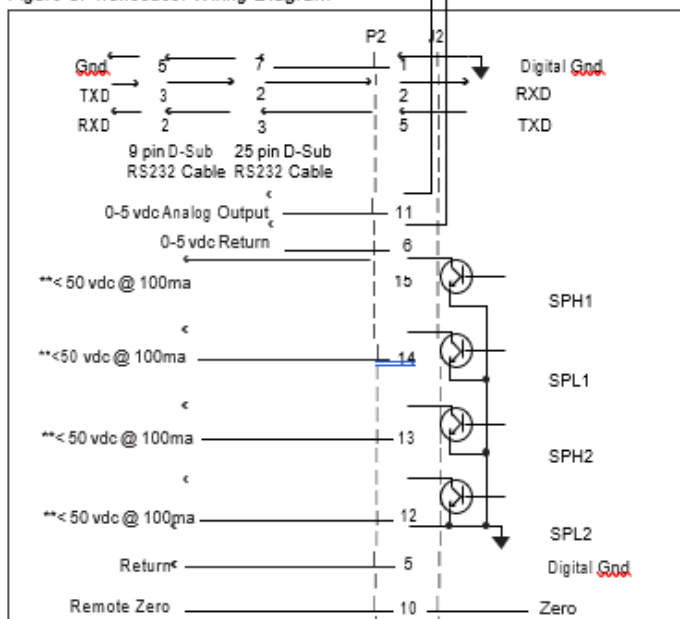 P2 J2
Gnd 5 7 1 Digital Gnd
TXD 3 2 2 RXD
RXD 2 3 5 TXD
9 pin D-Sub 25 pin D-Sub
RS232 Cable RS232 Cable
0-5 vdc Analog Output 11
0-5 vdc Return 6
**< 50 vdc @ 100ma 15 SPH1
**<50 vdc @ 100ma 14 SPL1
**< 50 vdc @ 100ma 13 SPH2
**< 50 vdc @ 100ma 12 SPL2
Return 5 Digital Gnd
Remote Zero 10 Zero